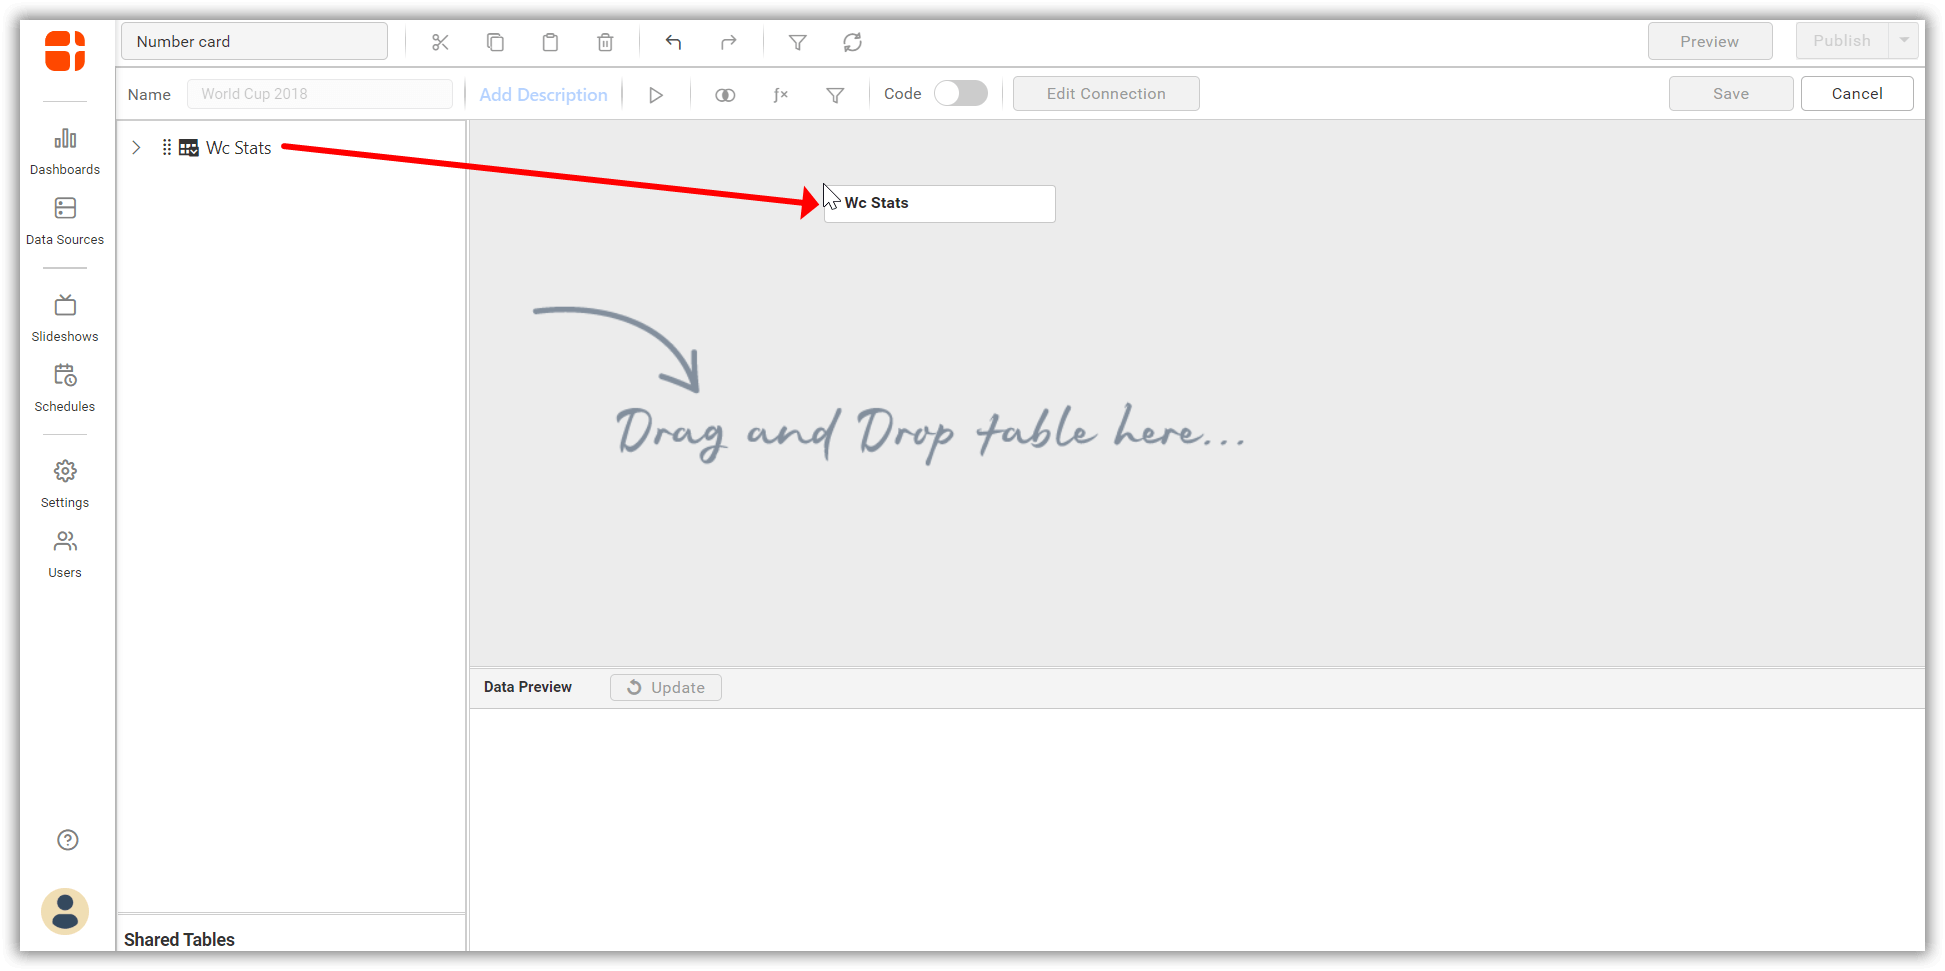 Number card
Preview
Publish
Name
World Cup 2018
Add Description
ƒx
Code
Edit Connection
Save
Cancel
Dashboards
Data Sources
Slideshows
Schedules
Settings
Users
Wc Stats
Wc Stats
Drag and Drop table here...
Data Preview
Update
Shared Tables